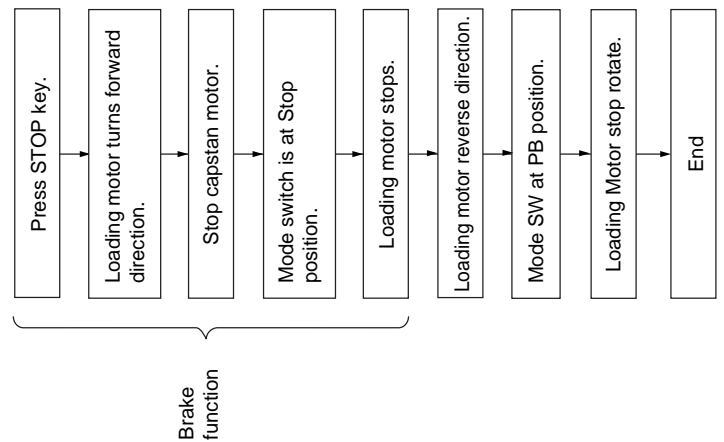 Press STOP key.
Loading motor turns forward
direction.
Stop capstan motor.
Mode switch is at Stop
position.
Loading motor stops.
Loading motor reverse direction.
Mode SW at PB position.
Loading Motor stop rotate.
End
Brake
function